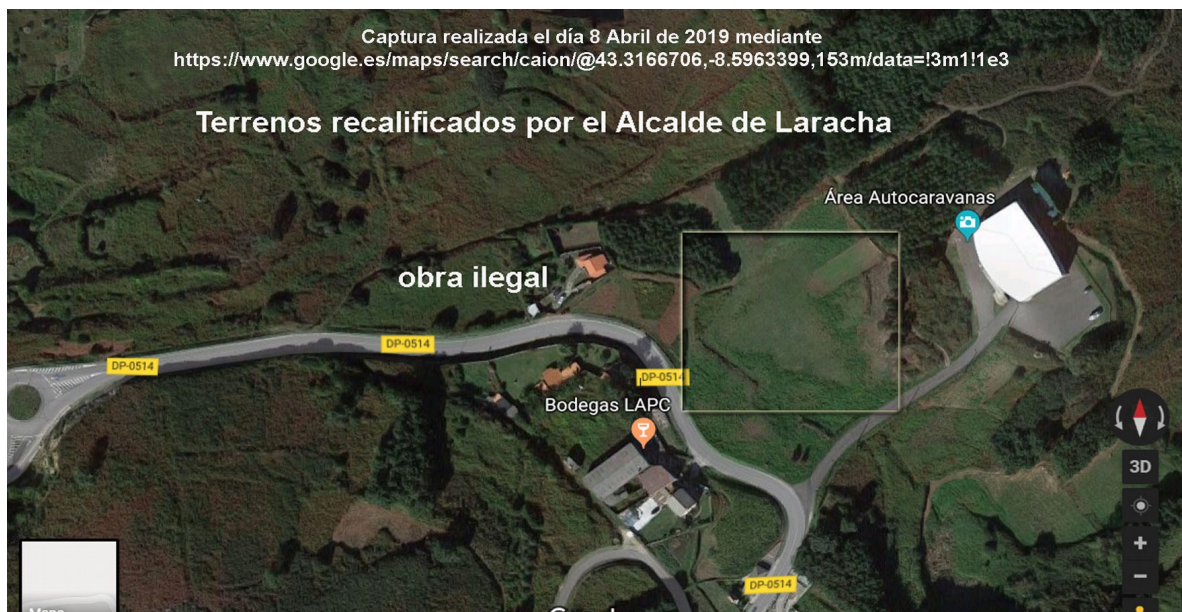 Captura realizada el día 8 Abril de 2019 mediante
https://www.google.es/maps/search/caion/@43.3166706,-8.5963399,153m/data=!3m1!1e3
Terrenos recalificados por el Alcalde de Laracha
Área Autocaravanas
obra ilegal
DP-0514
DP-0514
DP-0514
Bodegas LAPC
3D
DP-0514